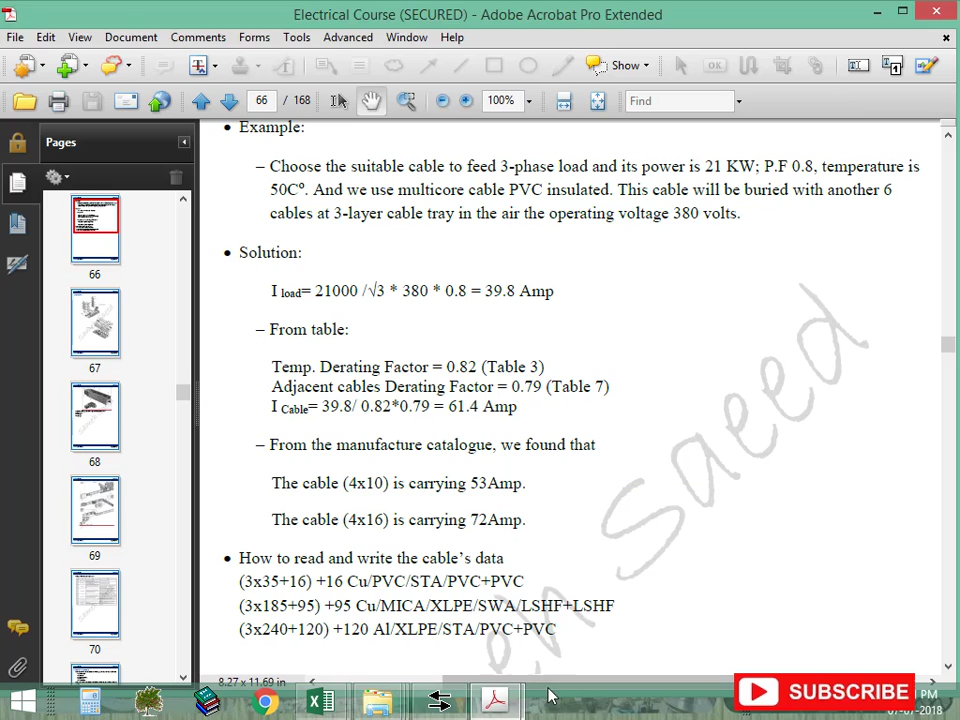 Electrical Course (SECURED) - Adobe Acrobat Pro Extended
File Edit View Document Comments Forms Tools Advanced Window Help
Show
OK
66 / 168
100%
Find
Pages
66
67
68
69
70
• Example:
– Choose the suitable cable to feed 3-phase load and its power is 21 KW; P.F 0.8, temperature is
50C°. And we use multicore cable PVC insulated. This cable will be buried with another 6
cables at 3-layer cable tray in the air the operating voltage 380 volts.
• Solution:
I load= 21000 /√3 * 380 * 0.8 = 39.8 Amp
– From table:
Temp. Derating Factor = 0.82 (Table 3)
Adjacent cables Derating Factor = 0.79 (Table 7)
I Cable= 39.8/ 0.82*0.79 = 61.4 Amp
– From the manufacture catalogue, we found that
The cable (4x10) is carrying 53Amp.
The cable (4x16) is carrying 72Amp.
• How to read and write the cable's data
(3x35+16) +16 Cu/PVC/STA/PVC+PVC
(3x185+95) +95 Cu/MICA/XLPE/SWA/LSHF+LSHF
(3x240+120) +120 Al/XLPE/STA/PVC+PVC
eh Saeed
8.27 x 11.69 in
SUBSCRIBE
PM
07-07-2018